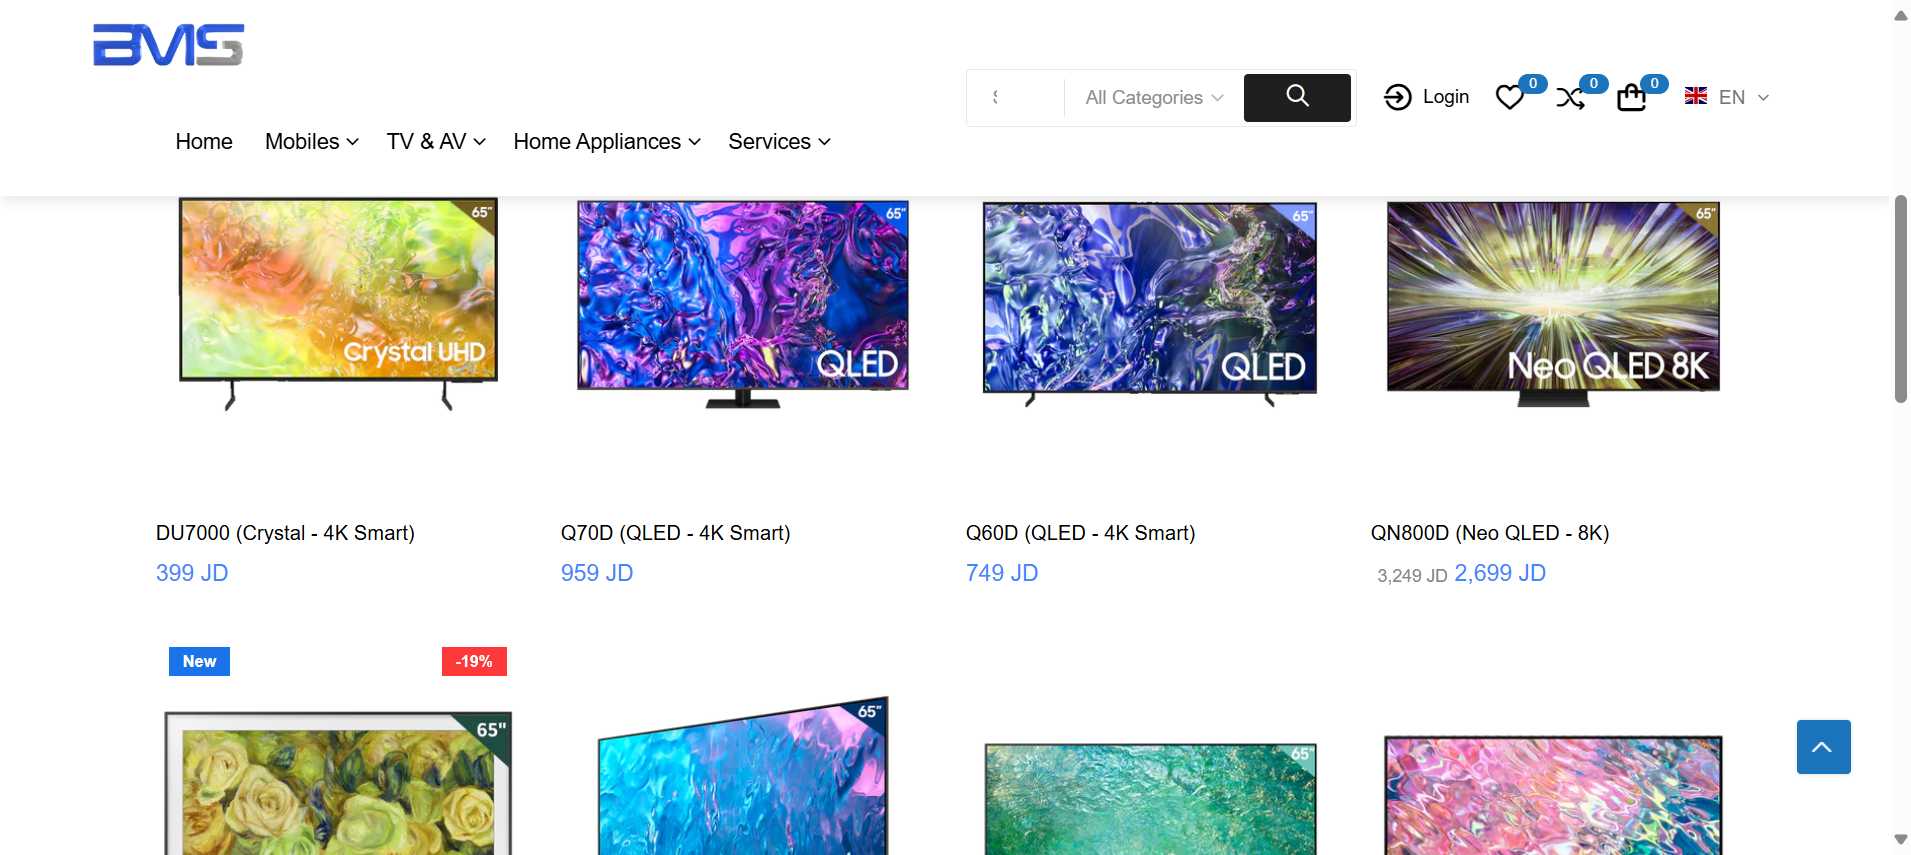 BMS
All Categories
Login
0
0
0
EN
Home
Mobiles
TV & AV
Home Appliances
Services
65"
65"
65"
65"
Crystal UHD
QLED
QLED
Neo QLED 8K
DU7000 (Crystal - 4K Smart)
399 JD
Q70D (QLED - 4K Smart)
959 JD
Q60D (QLED - 4K Smart)
749 JD
QN800D (Neo QLED - 8K)
3,249 JD 2,699 JD
New
-19%
65"
65"
65"
65"